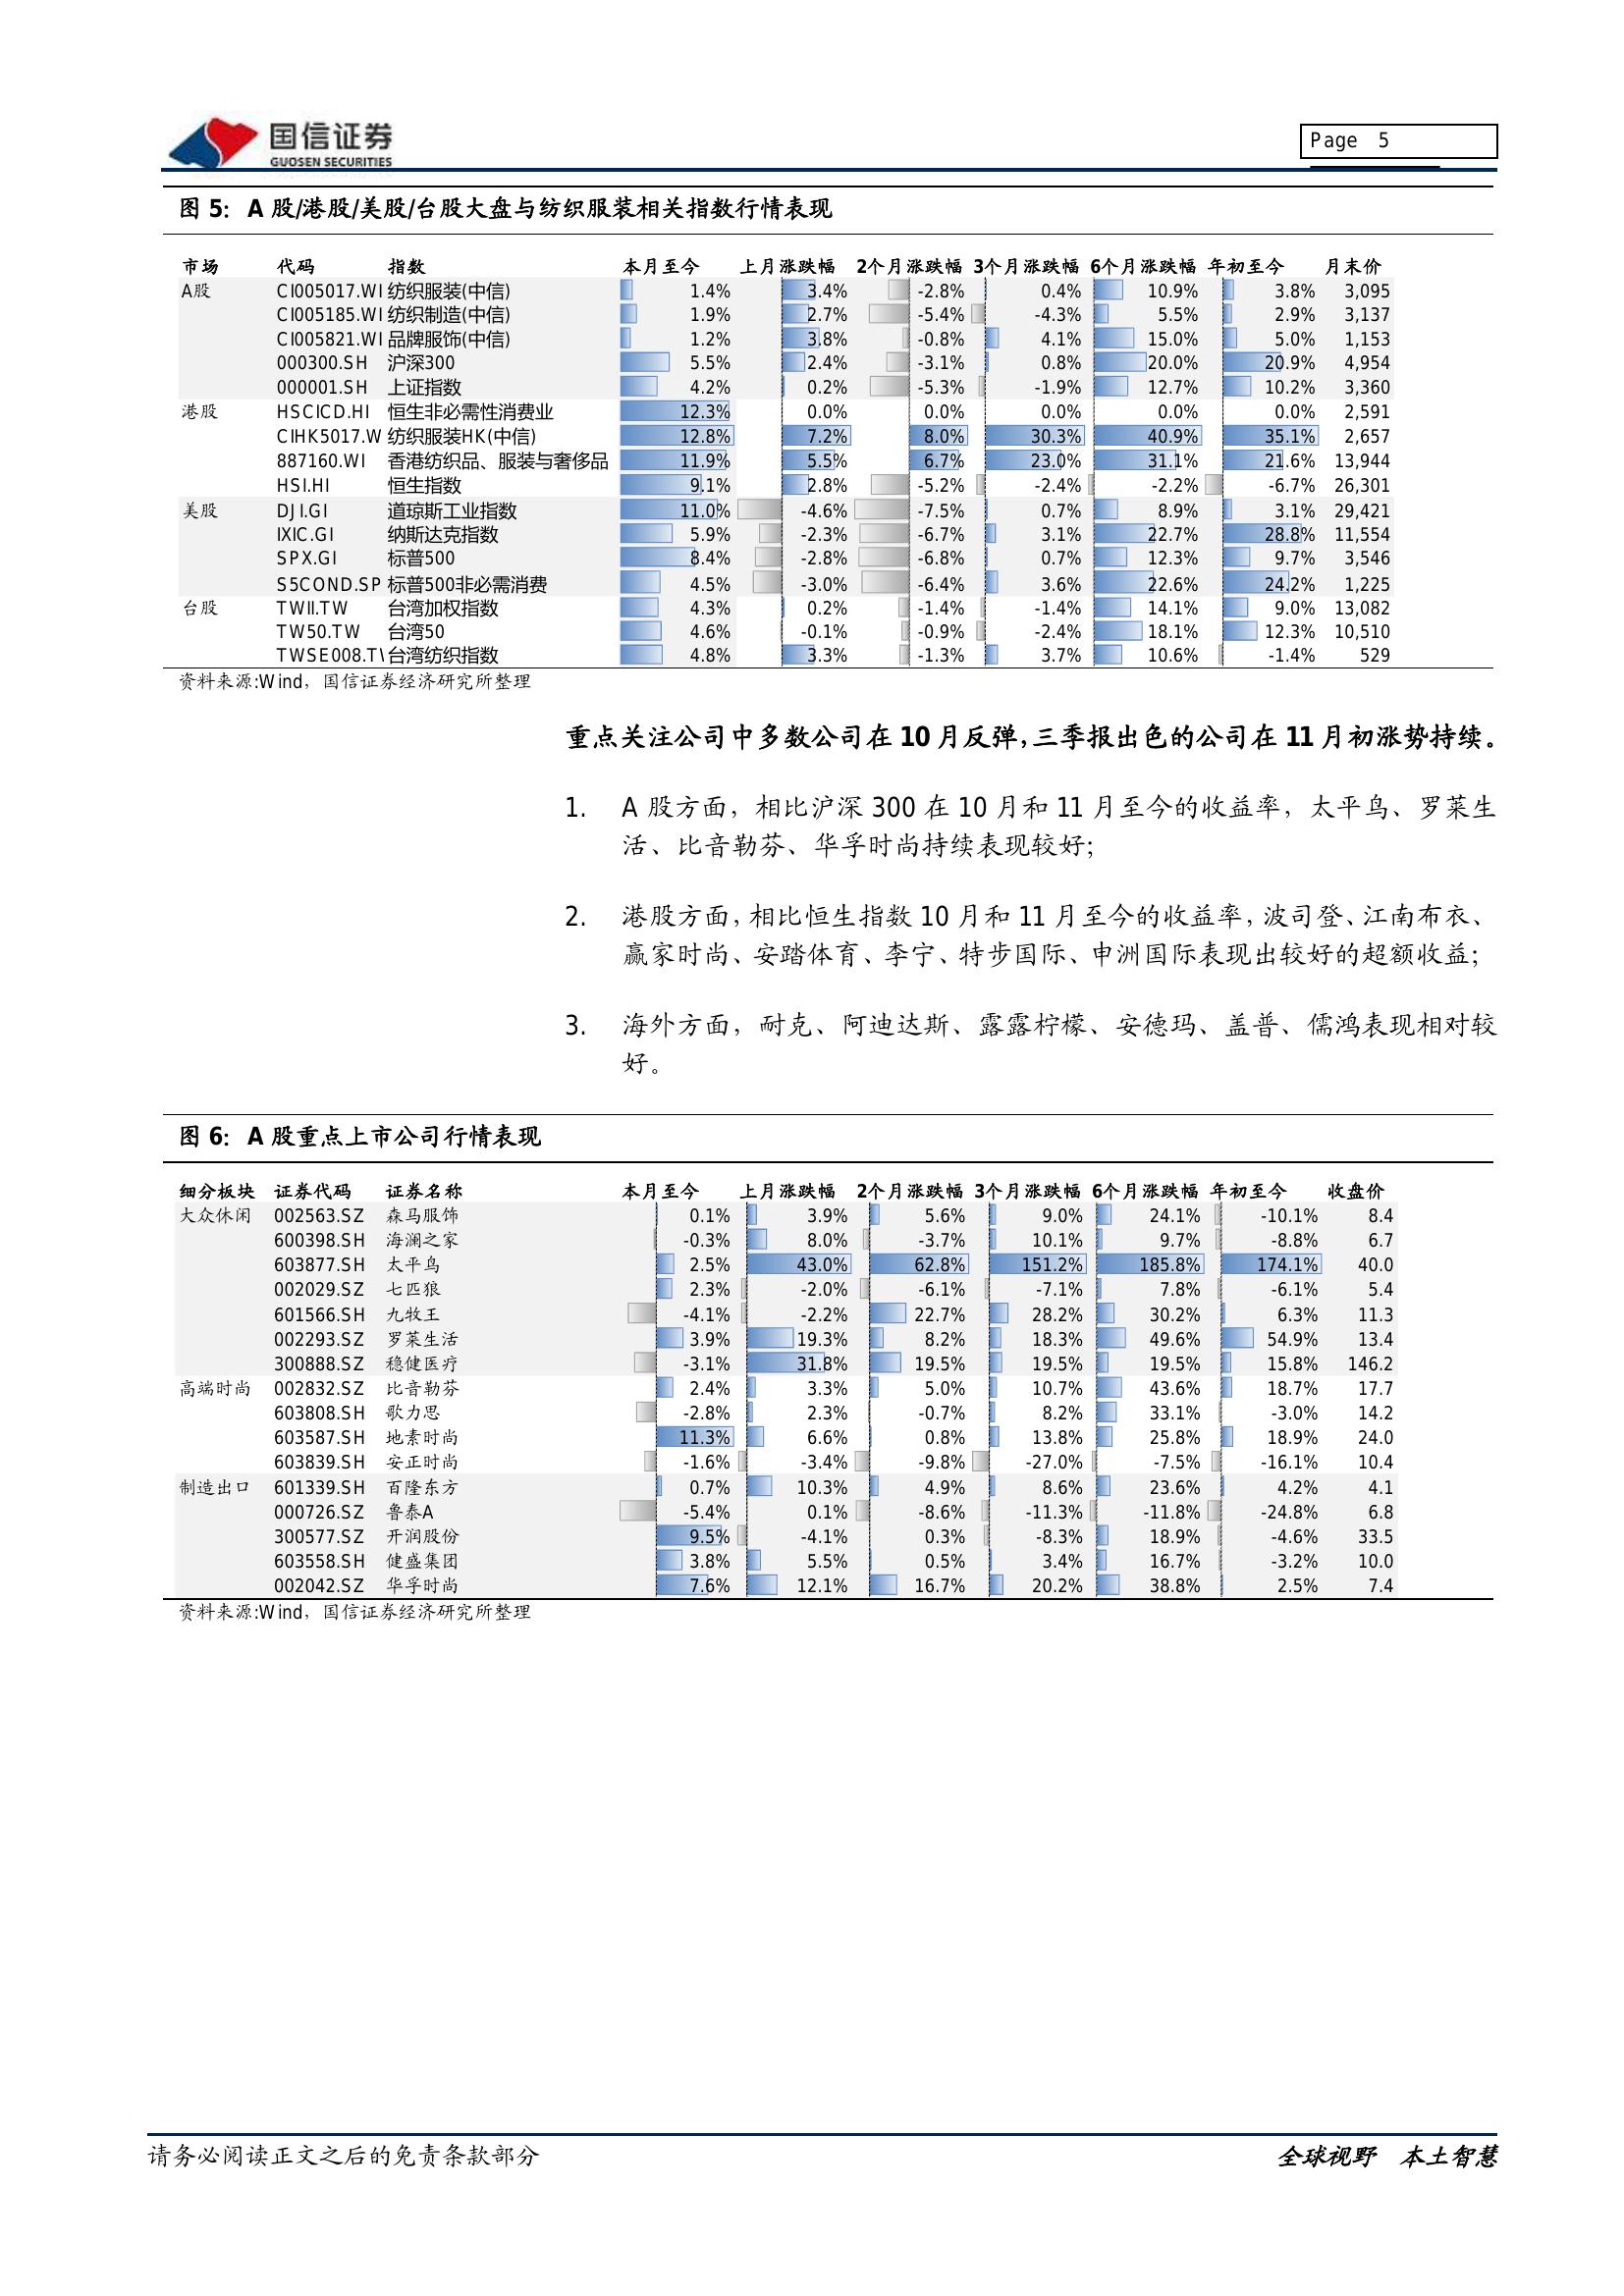 国信证券
GUOSEN SECURITIES
Page 5
图 5：A 股/港股/美股/台股大盘与纺织服装相关指数行情表现
市场 代码 指数 本月至今 上月涨跌幅 2个月涨跌幅 3个月涨跌幅 6个月涨跌幅 年初至今 月末价
A股 CI005017.WI 纺织服装(中信) 1.4% 3.4% -2.8% 0.4% 10.9% 3.8% 3,095
CI005185.WI 纺织制造(中信) 1.9% 2.7% -5.4% -4.3% 5.5% 2.9% 3,137
CI005821.WI 品牌服饰(中信) 1.2% 3.8% -0.8% 4.1% 15.0% 5.0% 1,153
000300.SH 沪深300 5.5% 2.4% -3.1% 0.8% 20.0% 20.9% 4,954
000001.SH 上证指数 4.2% 0.2% -5.3% -1.9% 12.7% 10.2% 3,360
港股 HSCICD.HI 恒生非必需性消费业 12.3% 0.0% 0.0% 0.0% 0.0% 0.0% 2,591
CIHK5017.W 纺织服装HK(中信) 12.8% 7.2% 8.0% 30.3% 40.9% 35.1% 2,657
887160.WI 香港纺织品、服装与奢侈品 11.9% 5.5% 6.7% 23.0% 31.1% 21.6% 13,944
HSI.HI 恒生指数 9.1% 2.8% -5.2% -2.4% -2.2% -6.7% 26,301
美股 DJI.GI 道琼斯工业指数 11.0% -4.6% -7.5% 0.7% 8.9% 3.1% 29,421
IXIC.GI 纳斯达克指数 5.9% -2.3% -6.7% 3.1% 22.7% 28.8% 11,554
SPX.GI 标普500 8.4% -2.8% -6.8% 0.7% 12.3% 9.7% 3,546
S5COND.SP 标普500非必需消费 4.5% -3.0% -6.4% 3.6% 22.6% 24.2% 1,225
台股 TWII.TW 台湾加权指数 4.3% 0.2% -1.4% -1.4% 14.1% 9.0% 13,082
TW50.TW 台湾50 4.6% -0.1% -0.9% -2.4% 18.1% 12.3% 10,510
TWSE008.T 台湾纺织指数 4.8% 3.3% -1.3% 3.7% 10.6% -1.4% 529
资料来源:Wind，国信证券经济研究所整理
重点关注公司中多数公司在 10 月反弹，三季报出色的公司在 11 月初涨势持续。
1. A 股方面，相比沪深 300 在 10 月和 11 月至今的收益率，太平鸟、罗莱生
活、比音勒芬、华孚时尚持续表现较好；
2. 港股方面，相比恒生指数 10 月和 11 月至今的收益率，波司登、江南布衣、
赢家时尚、安踏体育、李宁、特步国际、申洲国际表现出较好的超额收益；
3. 海外方面，耐克、阿迪达斯、露露柠檬、安德玛、盖普、儒鸿表现相对较
好。
图 6：A 股重点上市公司行情表现
细分板块 证券代码 证券名称 本月至今 上月涨跌幅 2个月涨跌幅 3个月涨跌幅 6个月涨跌幅 年初至今 收盘价
大众休闲 002563.SZ 森马服饰 0.1% 3.9% 5.6% 9.0% 24.1% -10.1% 8.4
600398.SH 海澜之家 -0.3% 8.0% -3.7% 10.1% 9.7% -8.8% 6.7
603877.SH 太平鸟 2.5% 43.0% 62.8% 151.2% 185.8% 174.1% 40.0
002029.SZ 七匹狼 2.3% -2.0% -6.1% -7.1% 7.8% -6.1% 5.4
601566.SH 九牧王 -4.1% -2.2% 22.7% 28.2% 30.2% 6.3% 11.3
002293.SZ 罗莱生活 3.9% 19.3% 8.2% 18.3% 49.6% 54.9% 13.4
300888.SZ 稳健医疗 -3.1% 31.8% 19.5% 19.5% 19.5% 15.8% 146.2
高端时尚 002832.SZ 比音勒芬 2.4% 3.3% 5.0% 10.7% 43.6% 18.7% 17.7
603808.SH 歌力思 -2.8% 2.3% -0.7% 8.2% 33.1% -3.0% 14.2
603587.SH 地素时尚 11.3% 6.6% 0.8% 13.8% 25.8% 18.9% 24.0
603839.SH 安正时尚 -1.6% -3.4% -9.8% -27.0% -7.5% -16.1% 10.4
制造出口 601339.SH 百隆东方 0.7% 10.3% 4.9% 8.6% 23.6% 4.2% 4.1
000726.SZ 鲁泰A -5.4% 0.1% -8.6% -11.3% -11.8% -24.8% 6.8
300577.SZ 开润股份 9.5% -4.1% 0.3% -8.3% 18.9% -4.6% 33.5
603558.SH 健盛集团 3.8% 5.5% 0.5% 3.4% 16.7% -3.2% 10.0
002042.SZ 华孚时尚 7.6% 12.1% 16.7% 20.2% 38.8% 2.5% 7.4
资料来源:Wind，国信证券经济研究所整理
请务必阅读正文之后的免责条款部分
全球视野 本土智慧